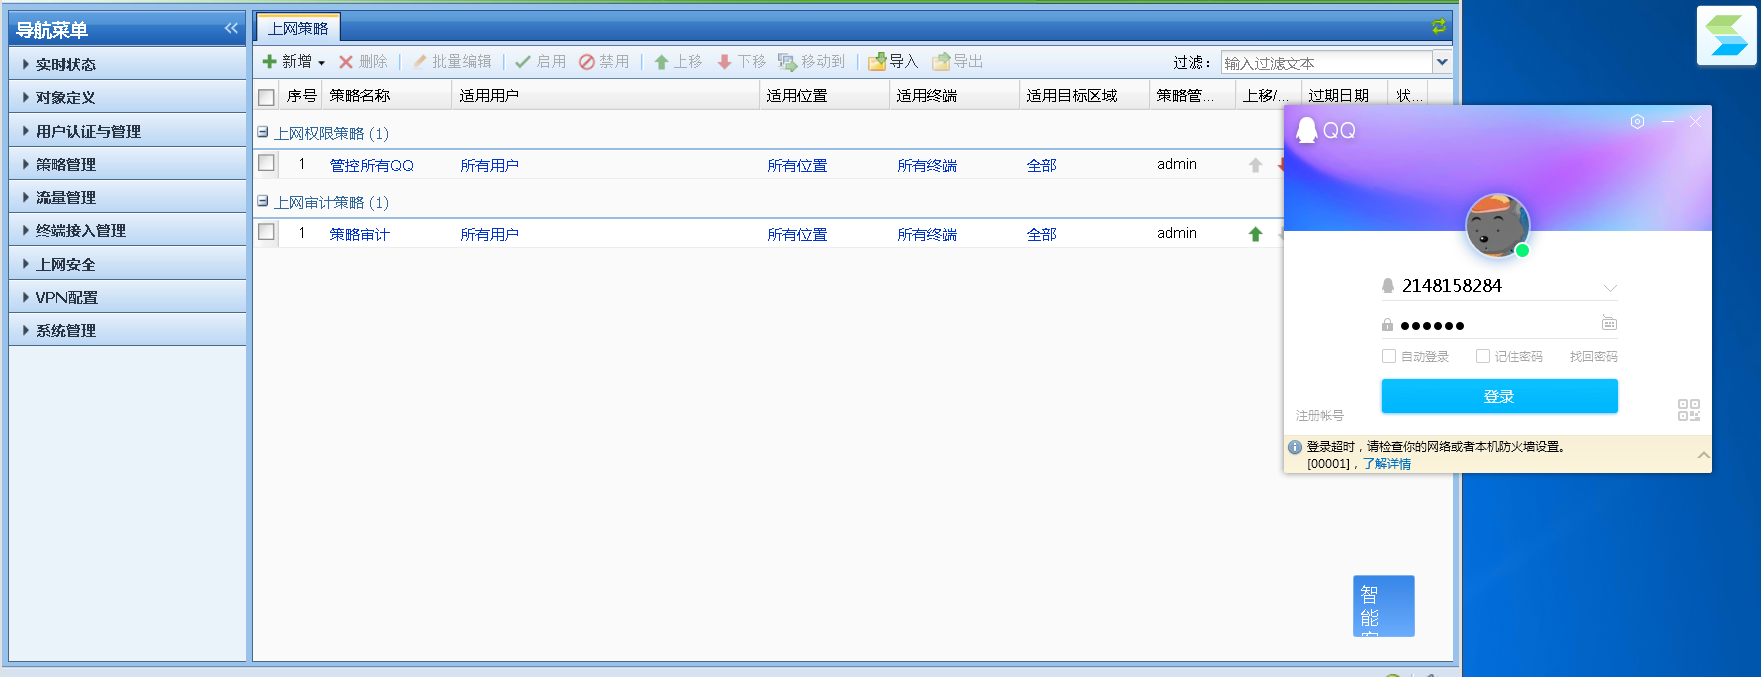 导航菜单
实时状态
对象定义
用户认证与管理
策略管理
流量管理
终端接入管理
上网安全
VPN配置
系统管理
上网策略
新增 删除 批量编辑 启用 禁用 上移 下移 移动到 导入 导出 过滤： 输入过滤文本
序号 策略名称 适用用户 适用位置 适用终端 适用目标区域 策略管... 上移/... 过期日期 状...
上网权限策略 (1)
1 管控所有QQ 所有用户 所有位置 所有终端 全部 admin
上网审计策略 (1)
1 策略审计 所有用户 所有位置 所有终端 全部 admin
QQ
2148158284
●●●●●●
自动登录 记住密码 找回密码
登录
注册帐号
登录超时，请检查你的网络或者本机防火墙设置。
[00001]，了解详情
智
能